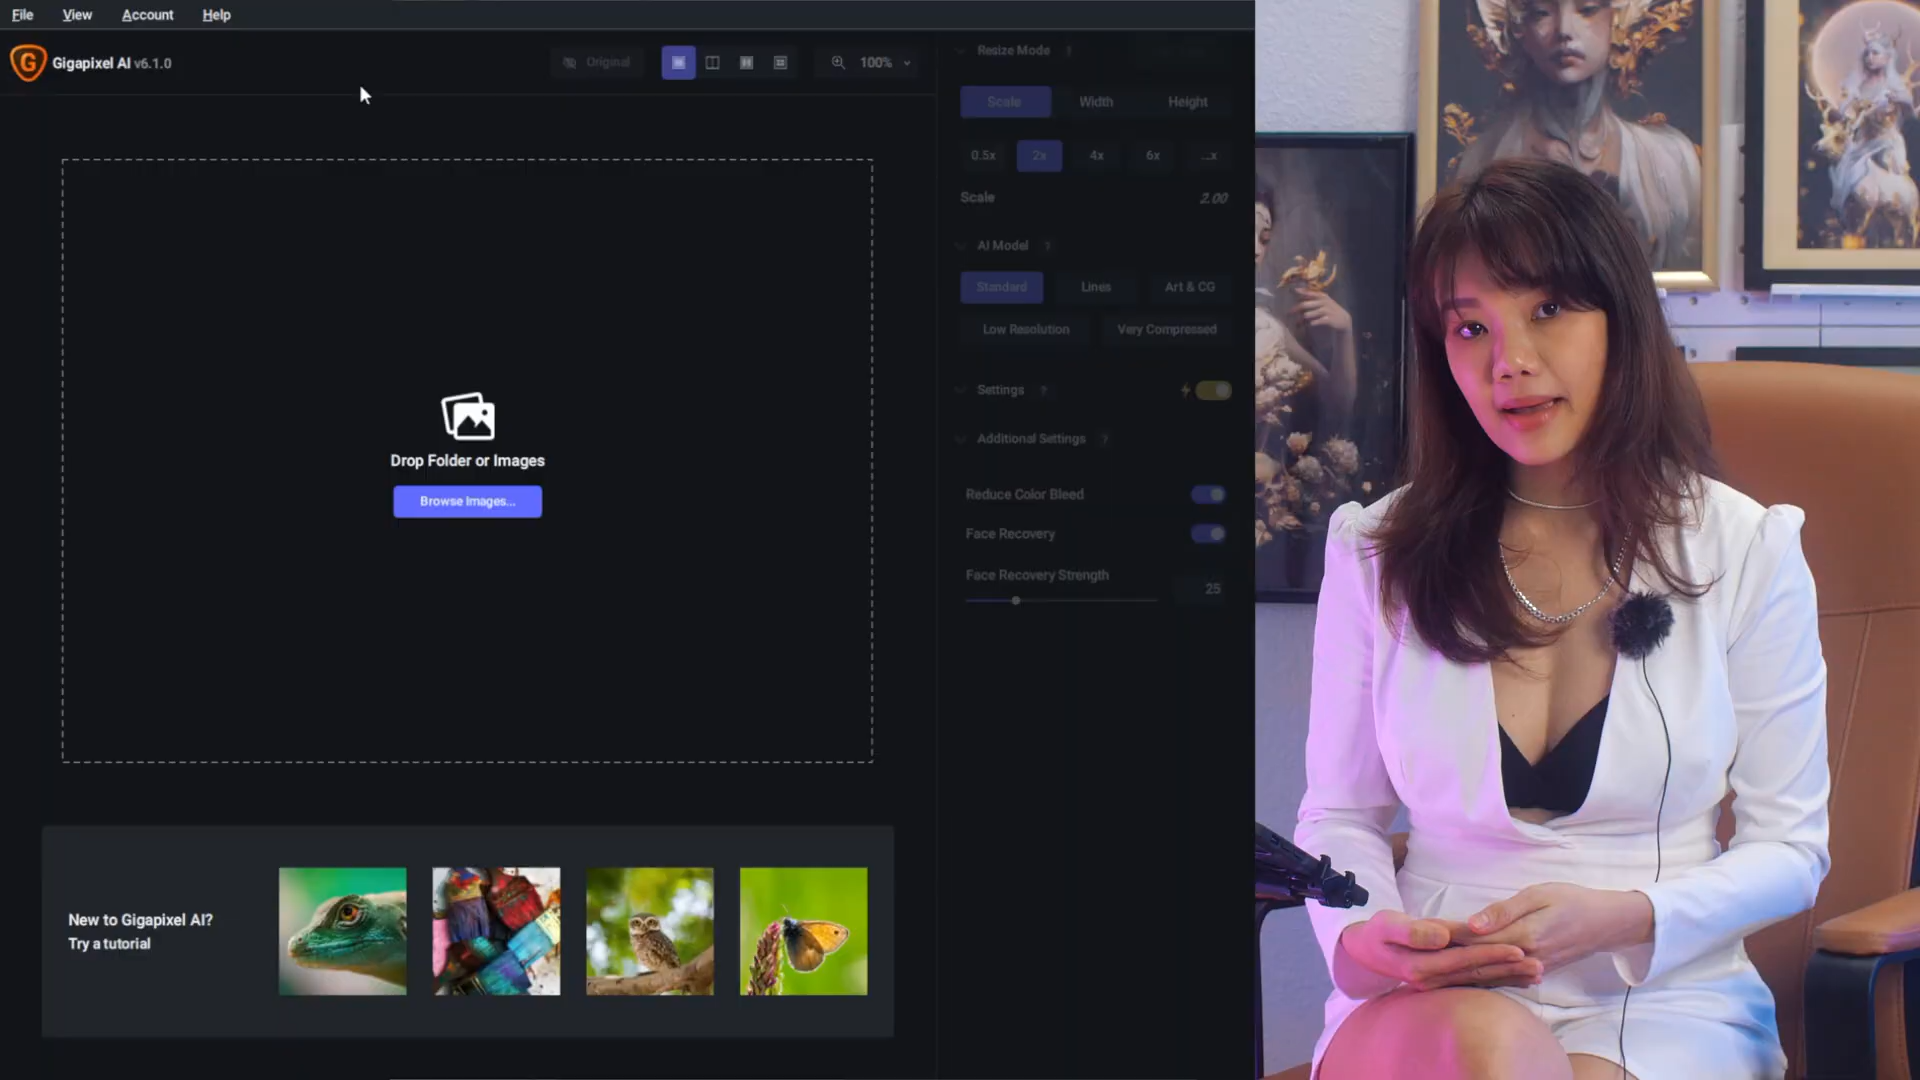 File View Account Help
Gigapixel AI v6.1.0
Original
100%
Resize Mode ?
Scale Width Height
0.5x 2x 4x 6x ...x
Scale 2.00
AI Model ?
Standard Lines Art & CG
Low Resolution Very Compressed
Settings ?
Additional Settings ?
Reduce Color Bleed
Face Recovery
Face Recovery Strength
25
Drop Folder or Images
Browse Images...
New to Gigapixel AI?
Try a tutorial